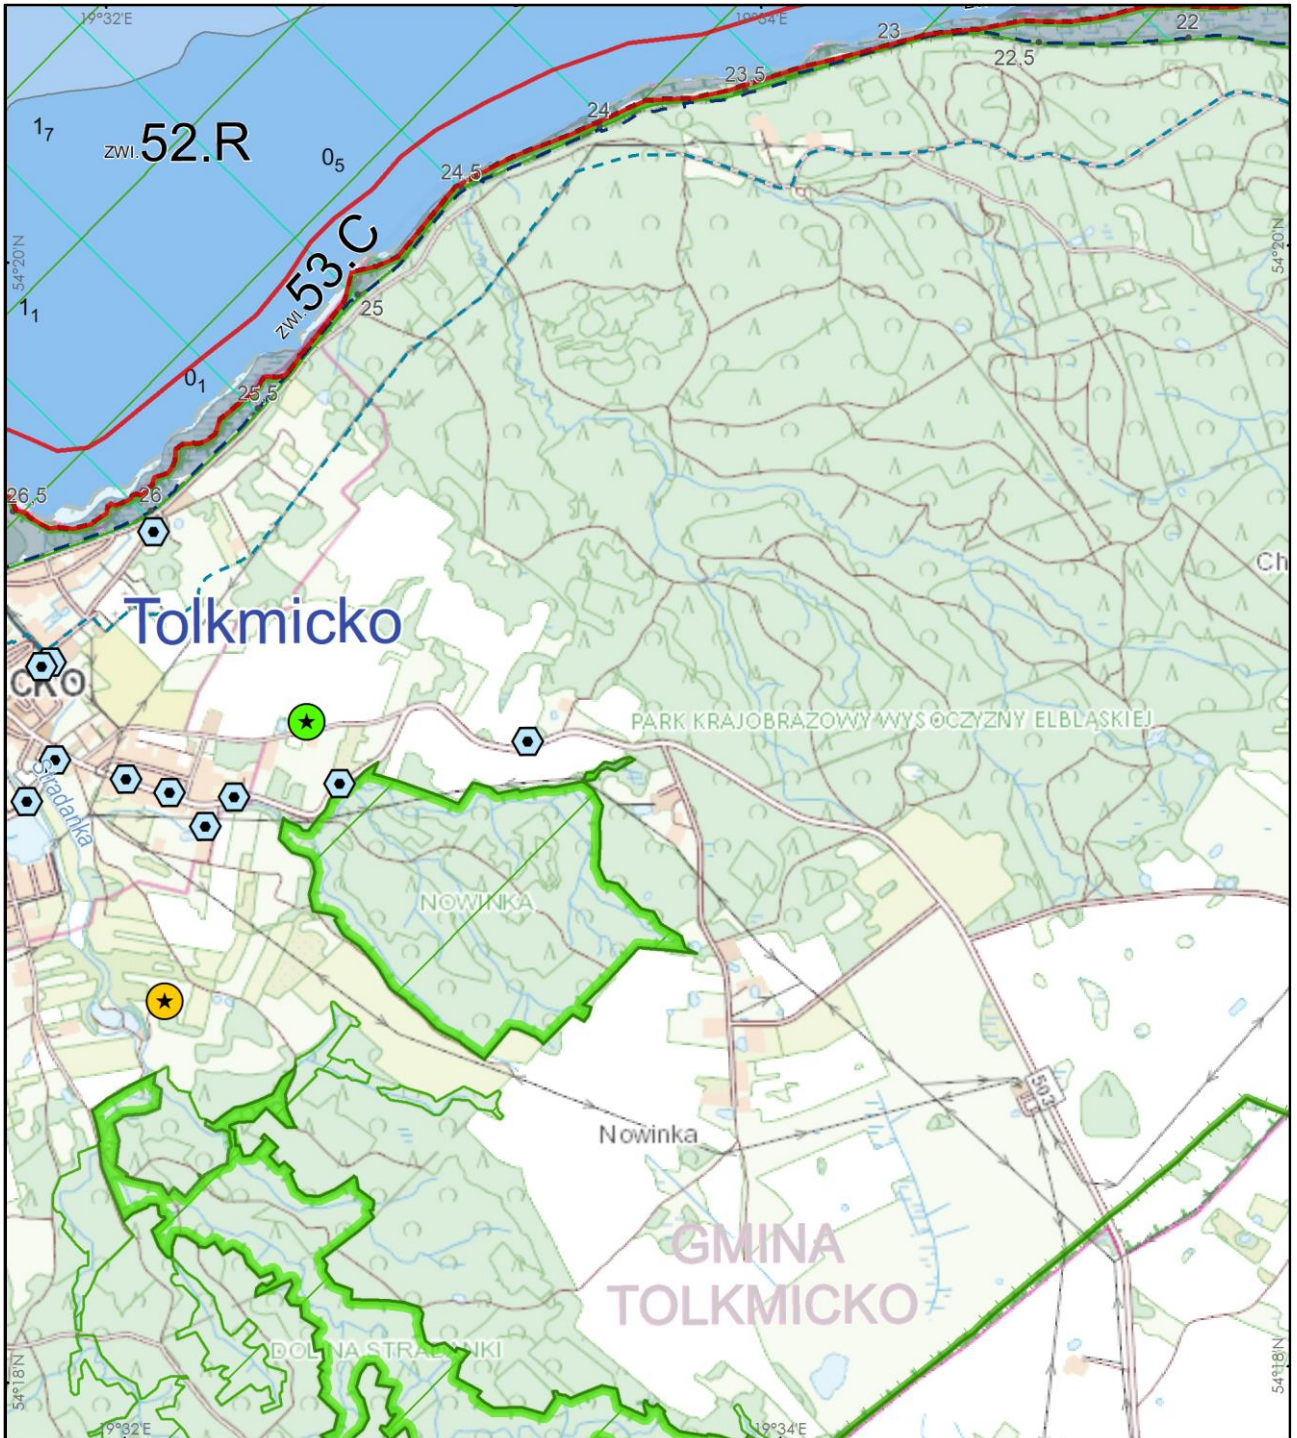 19°32'E
19°34'E
22
23
22,5
23,5
24
1₇
ZWI.52.R
0₅
24,5
54°20'N
54°20'N
ZWI.53.C
25
1₁
0₁
25,5
26,5
26
Ch
Tolkmicko
CKO
PARK KRAJOBRAZOWY WYSOCZYZNY ELBLĄSKIEJ
Stradanka
NOWINKA
503
Nowinka
GMINA
TOLKMICKO
DOLINA STRADANKI
54°18'N
54°18'N
19°32'E
19°34'E